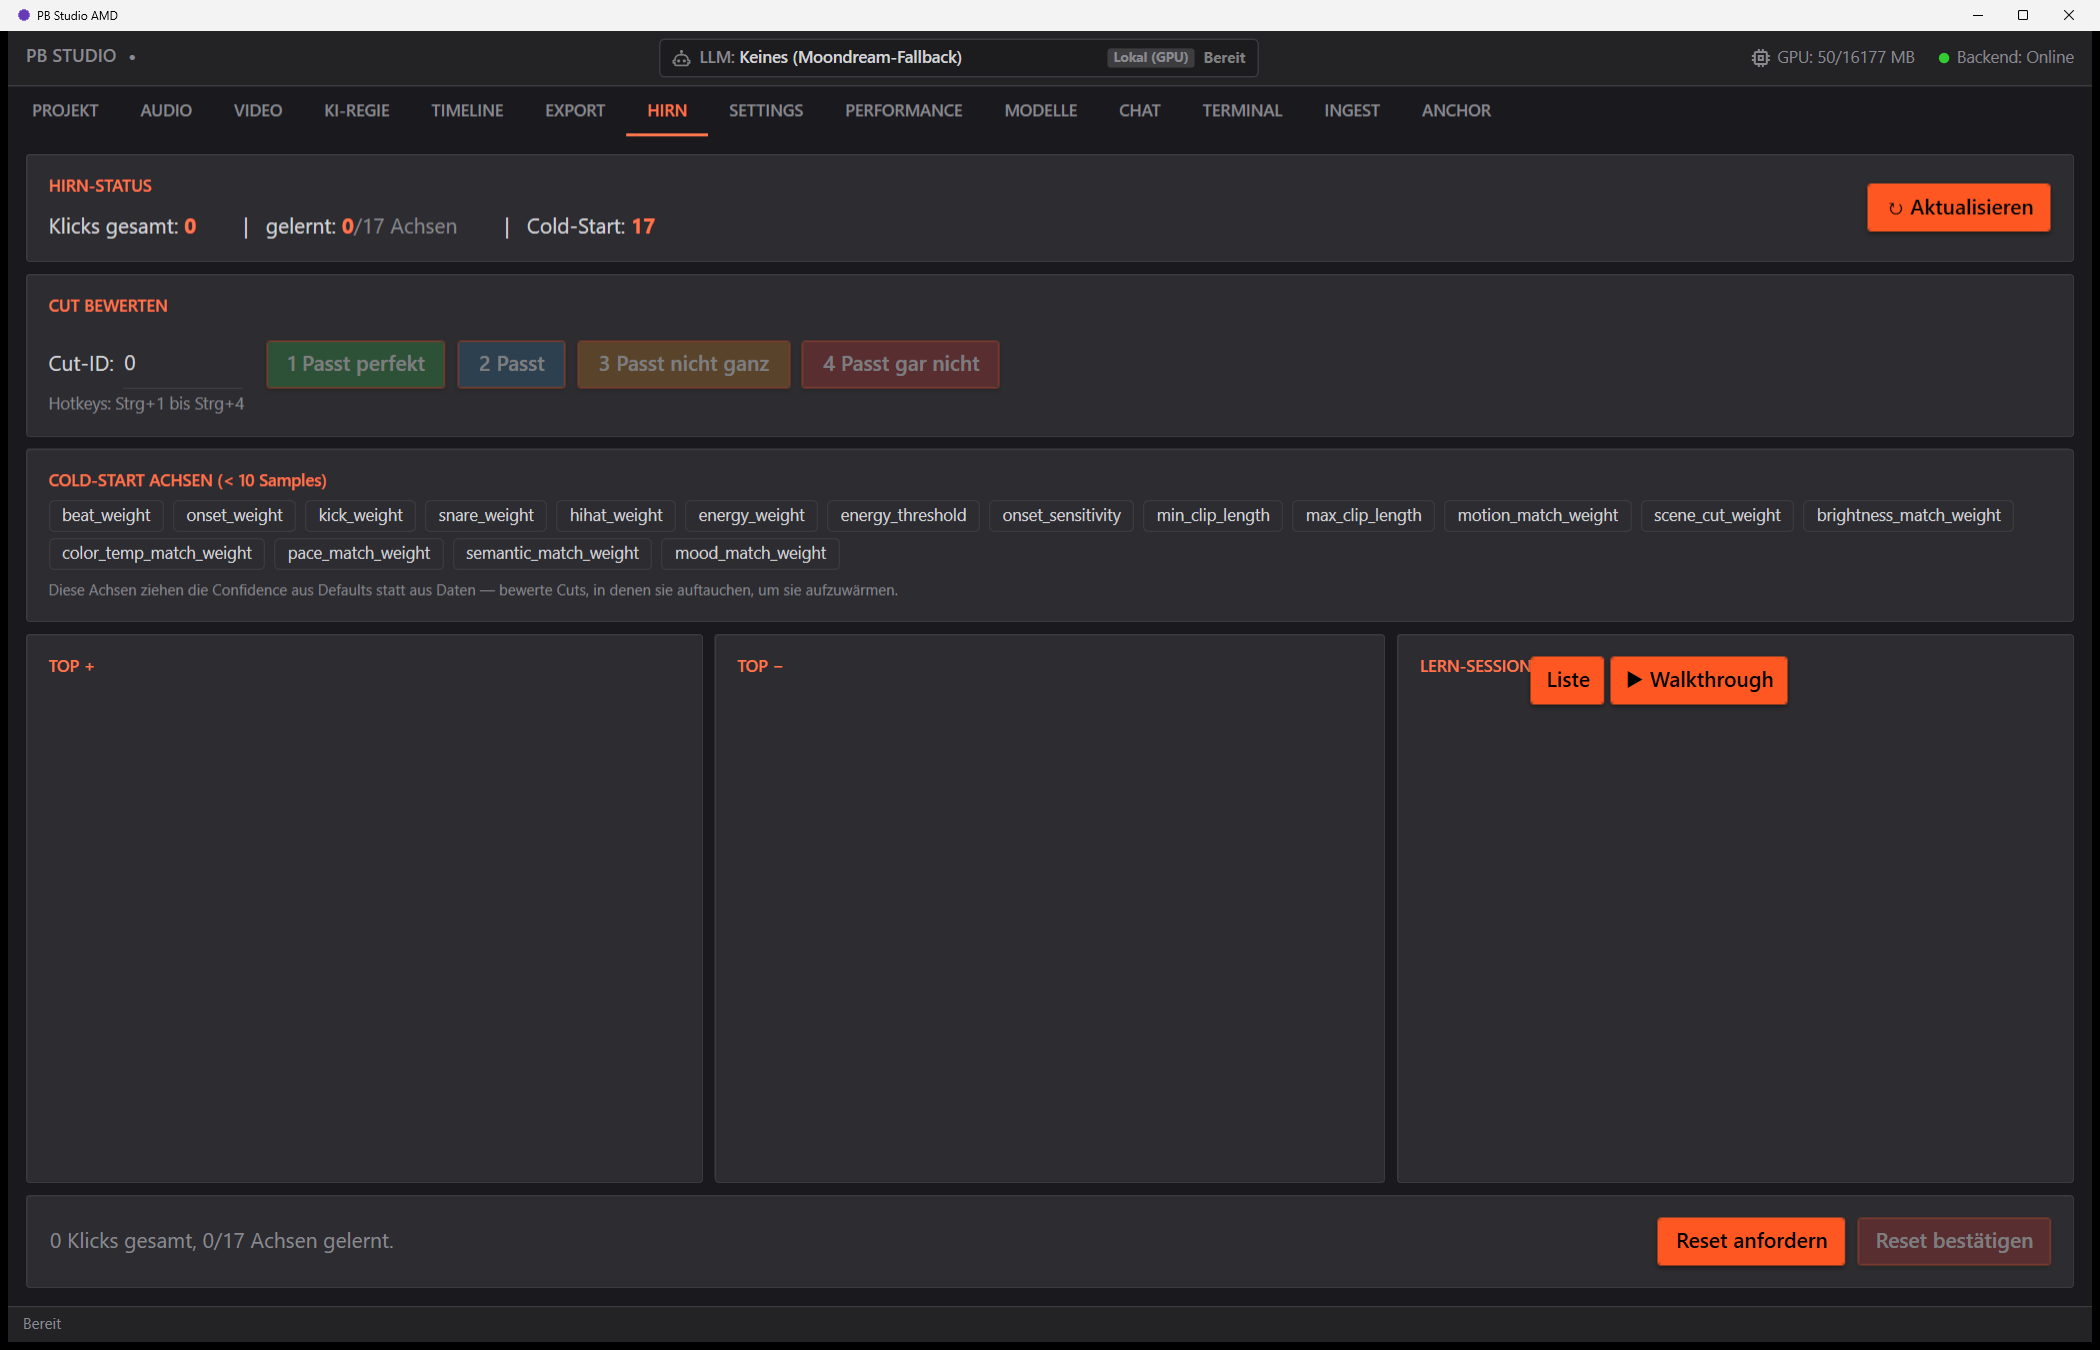 PB Studio AMD
PB STUDIO •
LLM: Keines (Moondream-Fallback) Lokal (GPU) Bereit
GPU: 50/16177 MB Backend: Online
PROJEKT AUDIO VIDEO KI-REGIE TIMELINE EXPORT HIRN SETTINGS PERFORMANCE MODELLE CHAT TERMINAL INGEST ANCHOR
HIRN-STATUS
Klicks gesamt: 0 | gelernt: 0/17 Achsen | Cold-Start: 17
↻ Aktualisieren
CUT BEWERTEN
Cut-ID: 0
1 Passt perfekt 2 Passt 3 Passt nicht ganz 4 Passt gar nicht
Hotkeys: Strg+1 bis Strg+4
COLD-START ACHSEN (< 10 Samples)
beat_weight onset_weight kick_weight snare_weight hihat_weight energy_weight energy_threshold onset_sensitivity min_clip_length max_clip_length motion_match_weight scene_cut_weight brightness_match_weight
color_temp_match_weight pace_match_weight semantic_match_weight mood_match_weight
Diese Achsen ziehen die Confidence aus Defaults statt aus Daten — bewerte Cuts, in denen sie auftauchen, um sie aufzuwärmen.
TOP +
TOP −
LERN-SESSION
Liste ▶ Walkthrough
0 Klicks gesamt, 0/17 Achsen gelernt.
Reset anfordern Reset bestätigen
Bereit